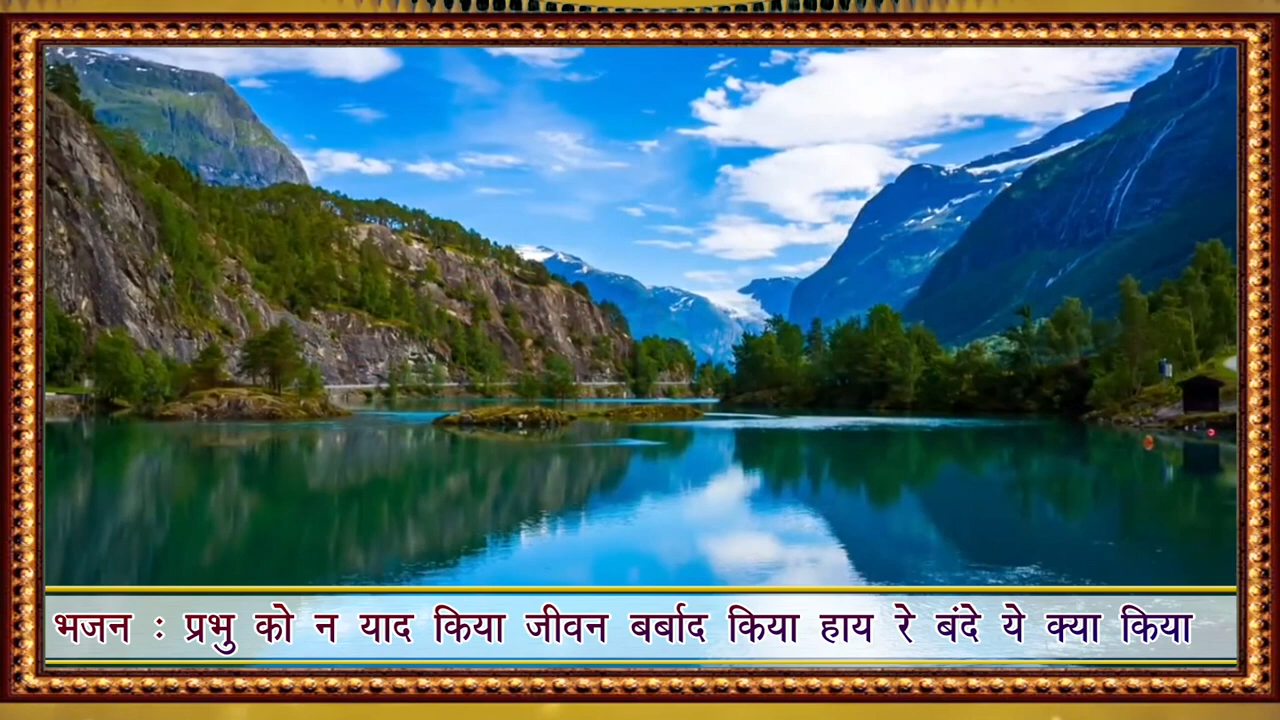 भजन : प्रभु को न याद किया जीवन बर्बाद किया हाय रे बंदे ये क्या किया